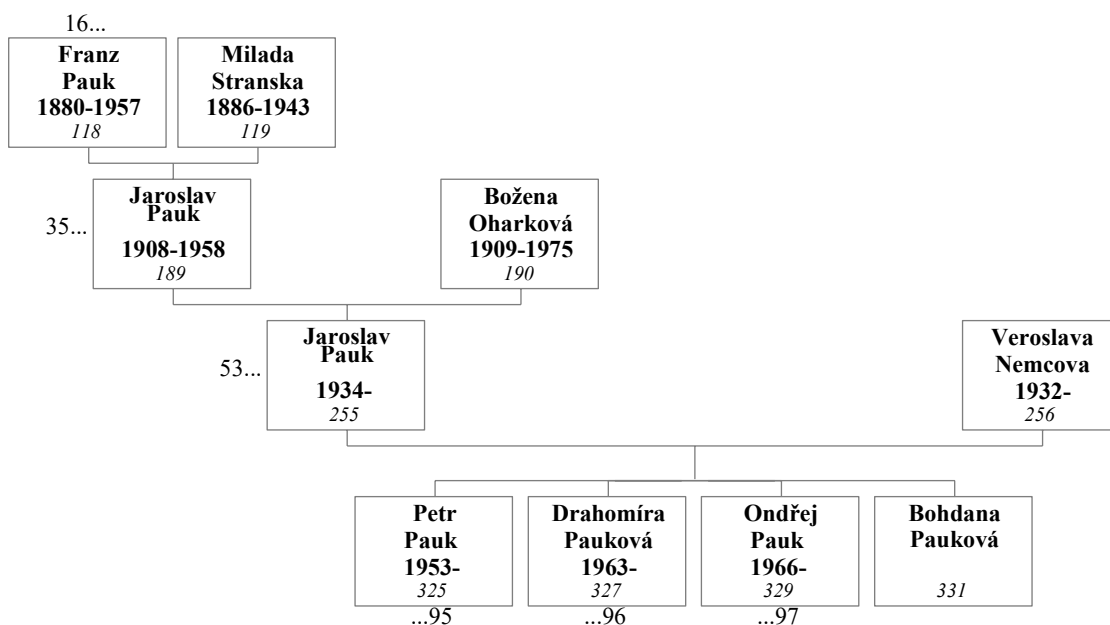 16...
Franz
Pauk
1880-1957
118
Milada
Stranska
1886-1943
119
35...
Jaroslav
Pauk
1908-1958
189
Božena
Oharková
1909-1975
190
53...
Jaroslav
Pauk
1934-
255
Veroslava
Nemcova
1932-
256
Petr
Pauk
1953-
325
...95
Drahomíra
Pauková
1963-
327
...96
Ondřej
Pauk
1966-
329
...97
Bohdana
Pauková
331